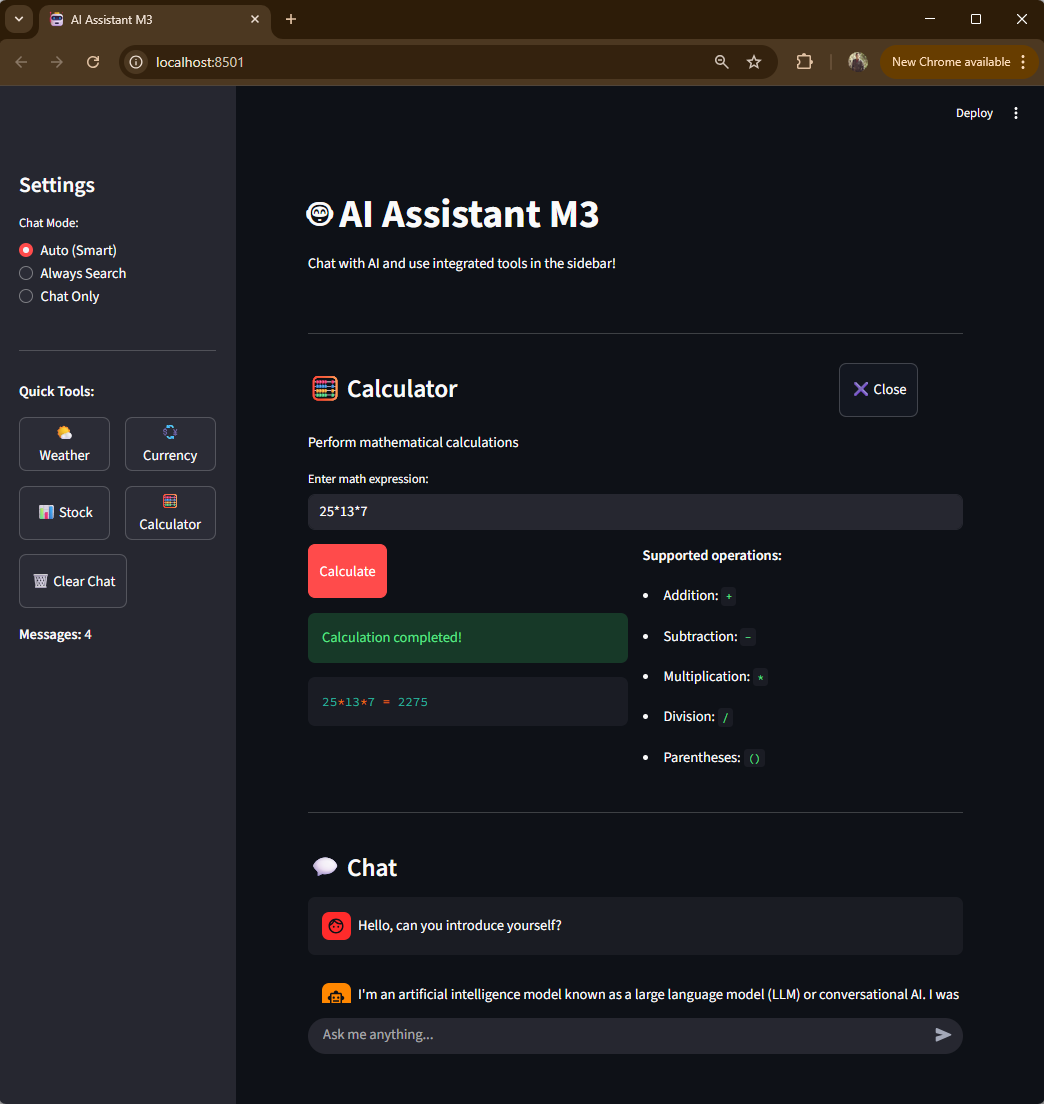 AI Assistant M3
localhost:8501
New Chrome available
Deploy
Settings
Chat Mode:
Auto (Smart)
Always Search
Chat Only
Quick Tools:
Weather
Currency
Stock
Calculator
Clear Chat
Messages: 4
AI Assistant M3
Chat with AI and use integrated tools in the sidebar!
Calculator
Close
Perform mathematical calculations
Enter math expression:
25*13*7
Calculate
Calculation completed!
25*13*7 = 2275
Supported operations:
Addition: +
Subtraction: -
Multiplication: *
Division: /
Parentheses: ()
Chat
Hello, can you introduce yourself?
I'm an artificial intelligence model known as a large language model (LLM) or conversational AI. I was
Ask me anything...